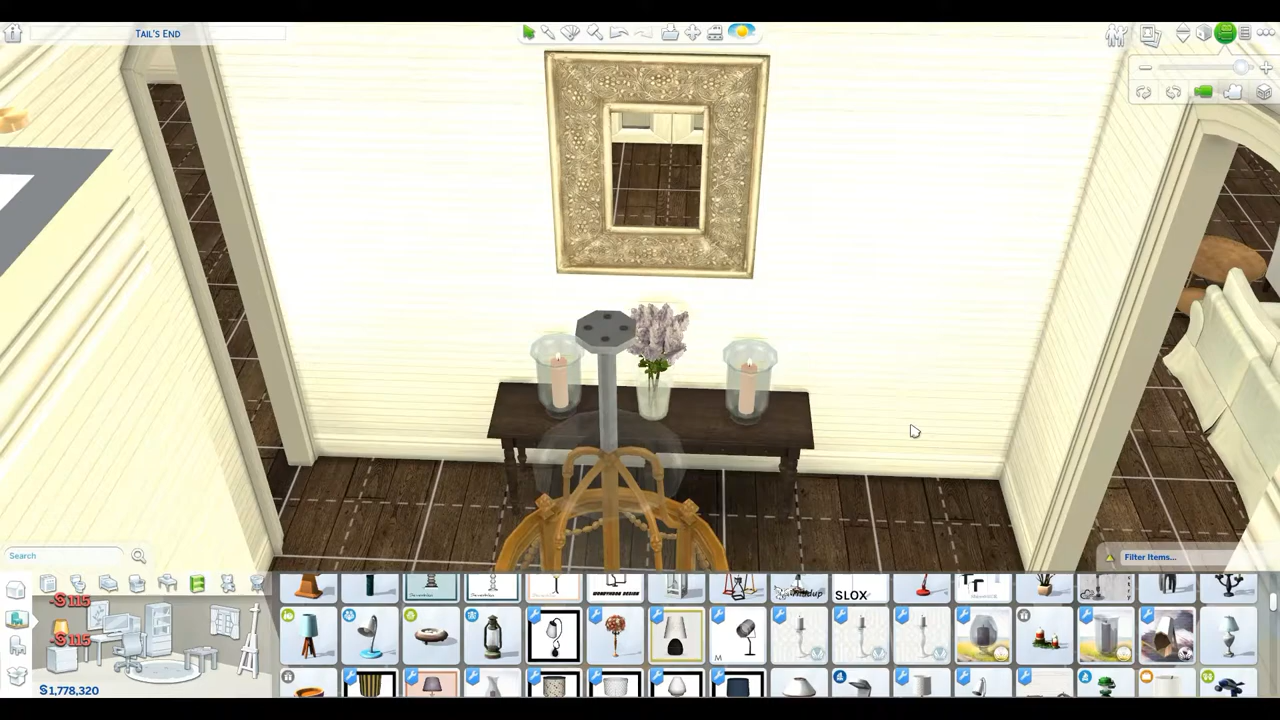 TAIL'S END
Search
Filter Items...
SLOX
-§115
-§115
M
§1,778,320